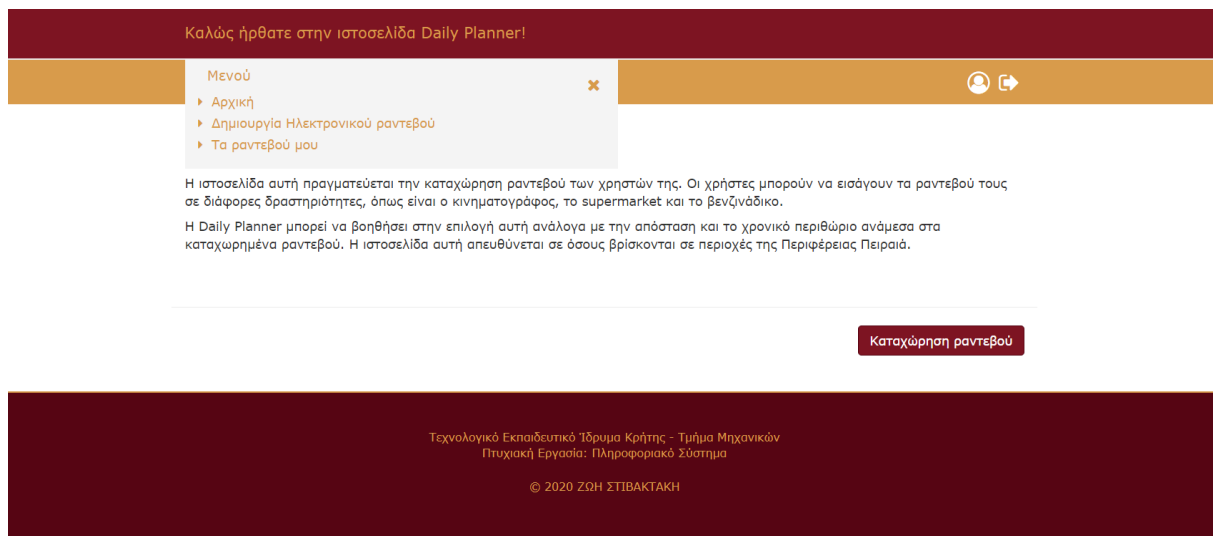 Καλώς ήρθατε στην ιστοσελίδα Daily Planner!
Μενού
Αρχική
Δημιουργία Ηλεκτρονικού ραντεβού
Τα ραντεβού μου
Η ιστοσελίδα αυτή πραγματεύεται την καταχώρηση ραντεβού των χρηστών της. Οι χρήστες μπορούν να εισάγουν τα ραντεβού τους
σε διάφορες δραστηριότητες, όπως είναι ο κινηματογράφος, το supermarket και το βενζινάδικο.
Η Daily Planner μπορεί να βοηθήσει στην επιλογή αυτή ανάλογα με την απόσταση και το χρονικό περιθώριο ανάμεσα στα
καταχωρημένα ραντεβού. Η ιστοσελίδα αυτή απευθύνεται σε όσους βρίσκονται σε περιοχές της Περιφέρειας Πειραιά.
Καταχώρηση ραντεβού
Τεχνολογικό Εκπαιδευτικό Ίδρυμα Κρήτης - Τμήμα Μηχανικών
Πτυχιακή Εργασία: Πληροφοριακό Σύστημα
© 2020 ΖΩΗ ΣΤΙΒΑΚΤΑΚΗ